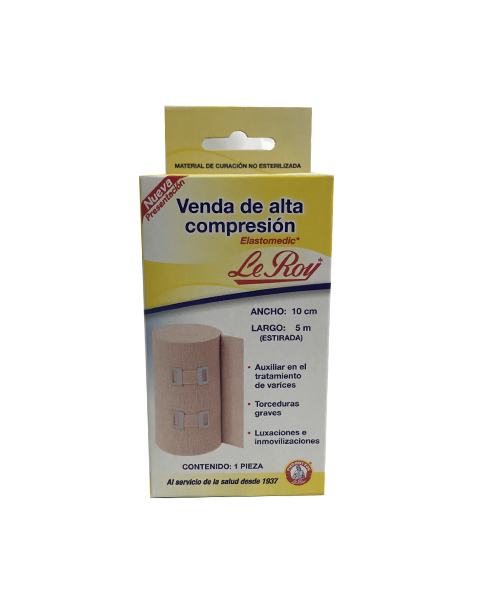 MATERIAL DE CURACIÓN NO ESTERILIZADA
Nueva
Presentación
Venda de alta
compresión
Elastomedic*
Le Roy*
ANCHO: 10 cm
LARGO: 5 m
(ESTIRADA)
• Auxiliar en el
tratamiento
de varices
• Torceduras
graves
• Luxaciones e
inmovilizaciones
CONTENIDO: 1 PIEZA
Al servicio de la salud desde 1937